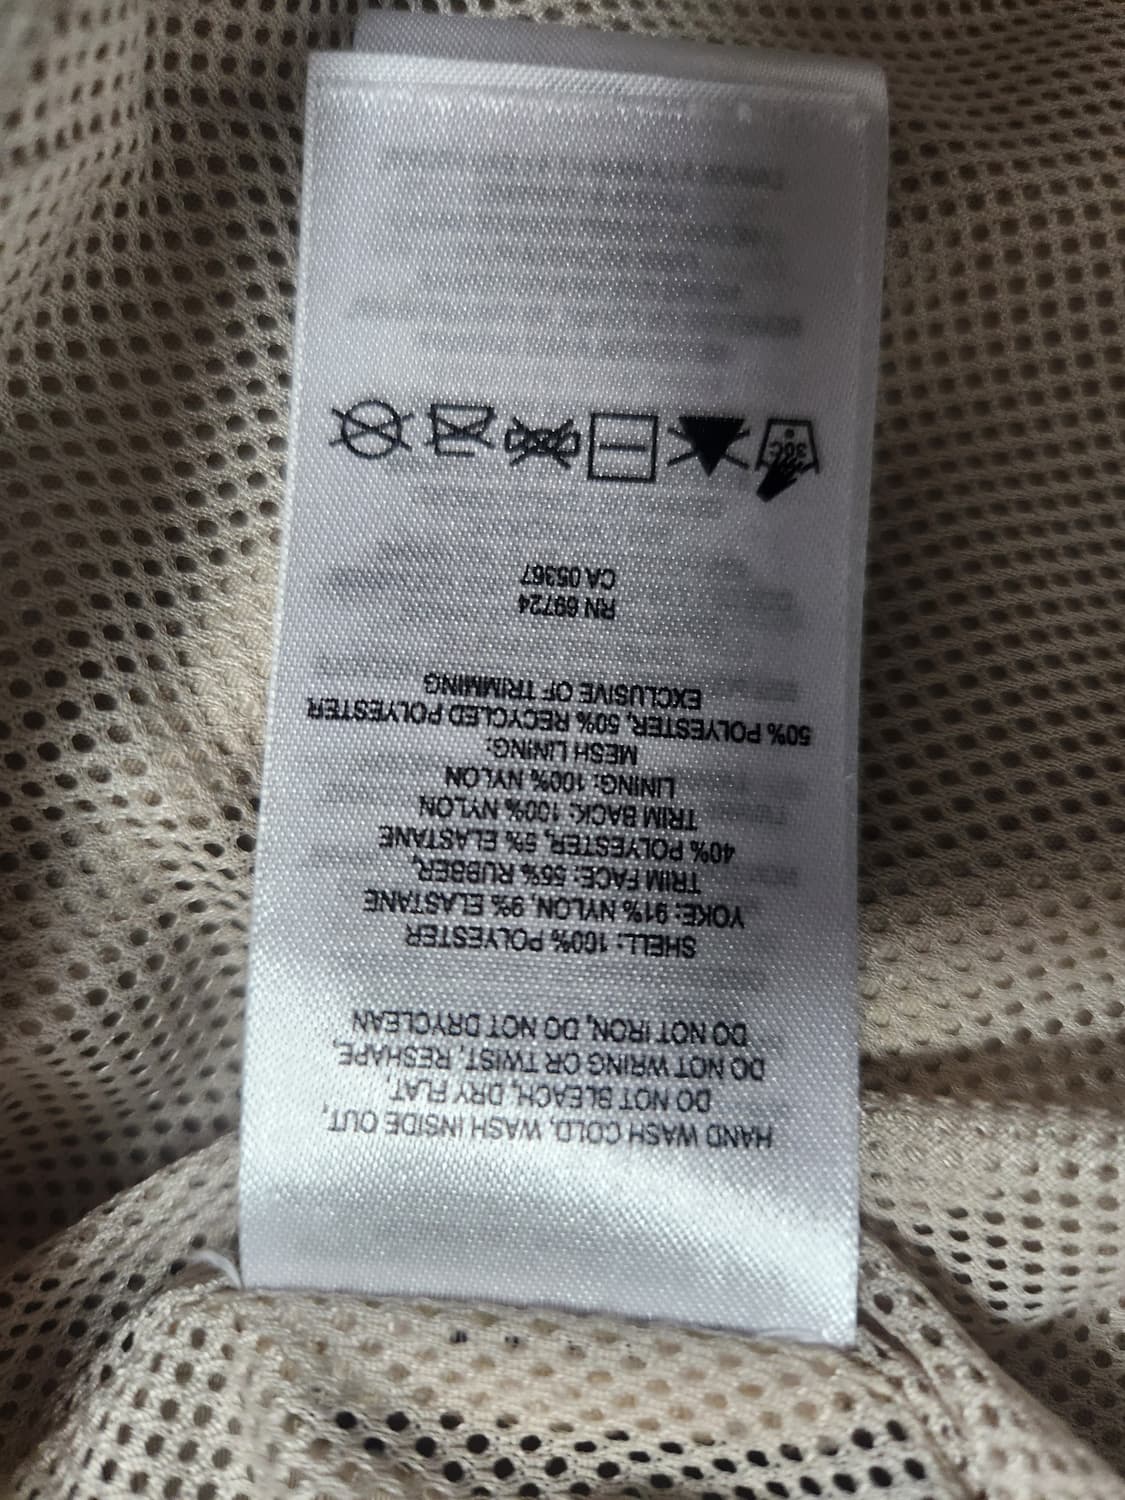 HAND WASH COLD, WASH INSIDE OUT,
DO NOT BLEACH, DRY FLAT,
DO NOT WRING OR TWIST, RESHAPE,
DO NOT IRON, DO NOT DRYCLEAN
SHELL: 100% POLYESTER
YOKE: 91% NYLON, 9% ELASTANE
TRIM FACE: 55% RUBBER,
40% POLYESTER, 5% ELASTANE
TRIM BACK: 100% NYLON
LINING: 100% NYLON
MESH LINING:
50% POLYESTER, 50% RECYCLED POLYESTER
EXCLUSIVE OF TRIMMING
RN 69724
CA 05367
30C